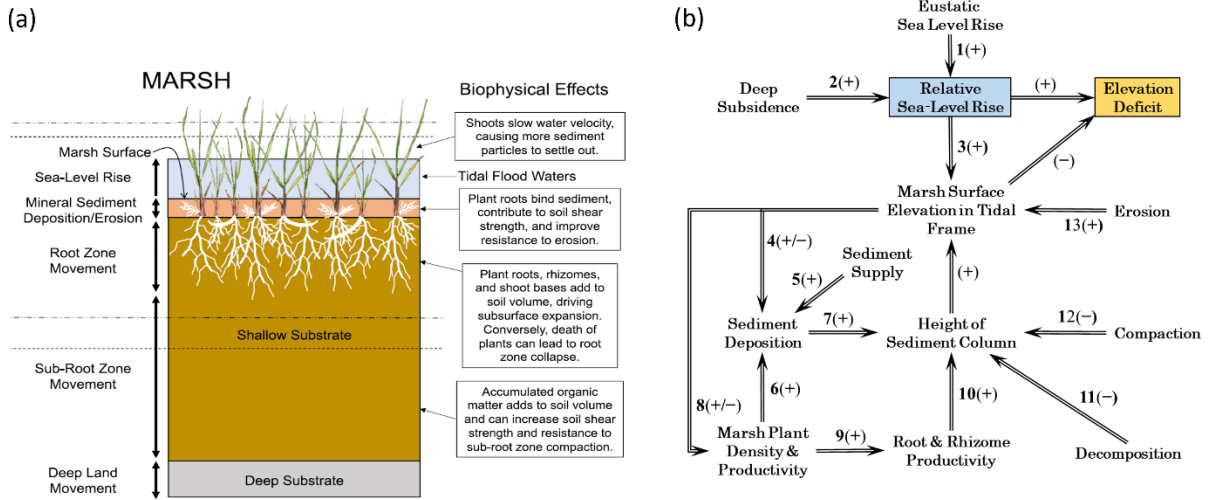 (a)
MARSH
Biophysical Effects
Shoots slow water velocity,
causing more sediment
particles to settle out.
Marsh Surface
Sea-Level Rise
Tidal Flood Waters
Mineral Sediment
Deposition/Erosion
Plant roots bind sediment,
contribute to soil shear
strength, and improve
resistance to erosion.
Root Zone
Movement
Plant roots, rhizomes,
and shoot bases add to
soil volume, driving
subsurface expansion.
Conversely, death of
plants can lead to root
zone collapse.
Shallow Substrate
Sub-Root Zone
Movement
Accumulated organic
matter adds to soil volume
and can increase soil shear
strength and resistance to
sub-root zone compaction.
Deep Land
Movement
Deep Substrate
(b)
Eustatic
Sea Level Rise
1(+)
Deep
Subsidence
2(+)
Relative
Sea-Level Rise
(+)
Elevation
Deficit
3(+)
(−)
Marsh Surface
Elevation in Tidal
Frame
13(+)
Erosion
4(+/−)
Sediment
Supply
5(+)
(+)
Sediment
Deposition
7(+)
Height of
Sediment Column
12(−)
Compaction
6(+)
8(+/−)
10(+)
11(−)
Marsh Plant
Density &
Productivity
9(+)
Root & Rhizome
Productivity
Decomposition